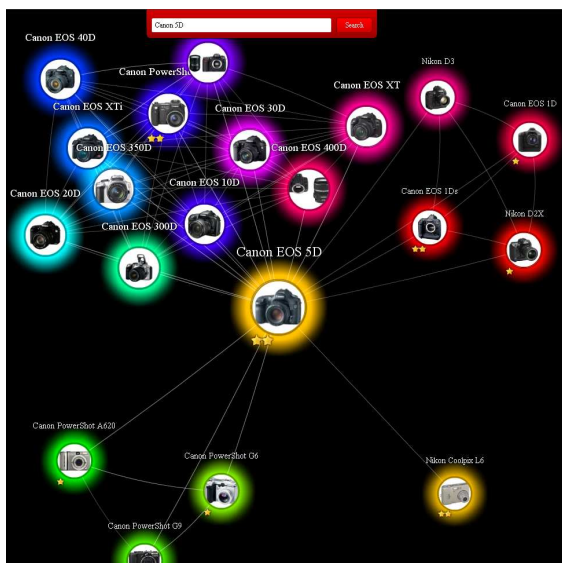 Canon 5D
Search
Canon EOS 40D
Canon PowerSho
Nikon D3
Canon EOS XT
Canon EOS XTi
Canon EOS 30D
Canon EOS 1D
Canon EOS 350D
Canon EOS 400D
Canon EOS 10D
Canon EOS 20D
Canon EOS 1Ds
Nikon D2X
Canon EOS 300D
Canon EOS 5D
Canon PowerShot A620
Canon PowerShot G6
Nikon Coolpix L6
Canon PowerShot G9